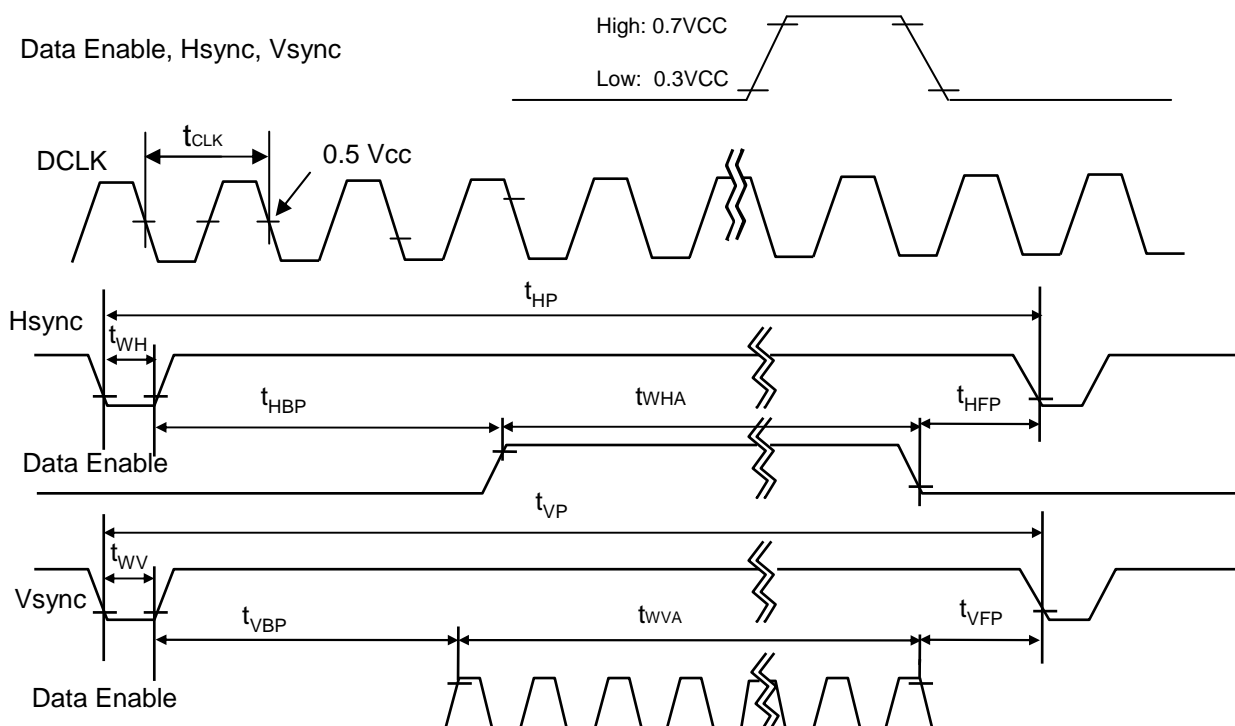 High: 0.7VCC
Data Enable, Hsync, Vsync
Low: 0.3VCC
tCLK
DCLK
0.5 Vcc
tHP
Hsync
tWH
tHBP
tWHA
tHFP
Data Enable
tVP
tWV
Vsync
tVBP
tWVA
tVFP
Data Enable